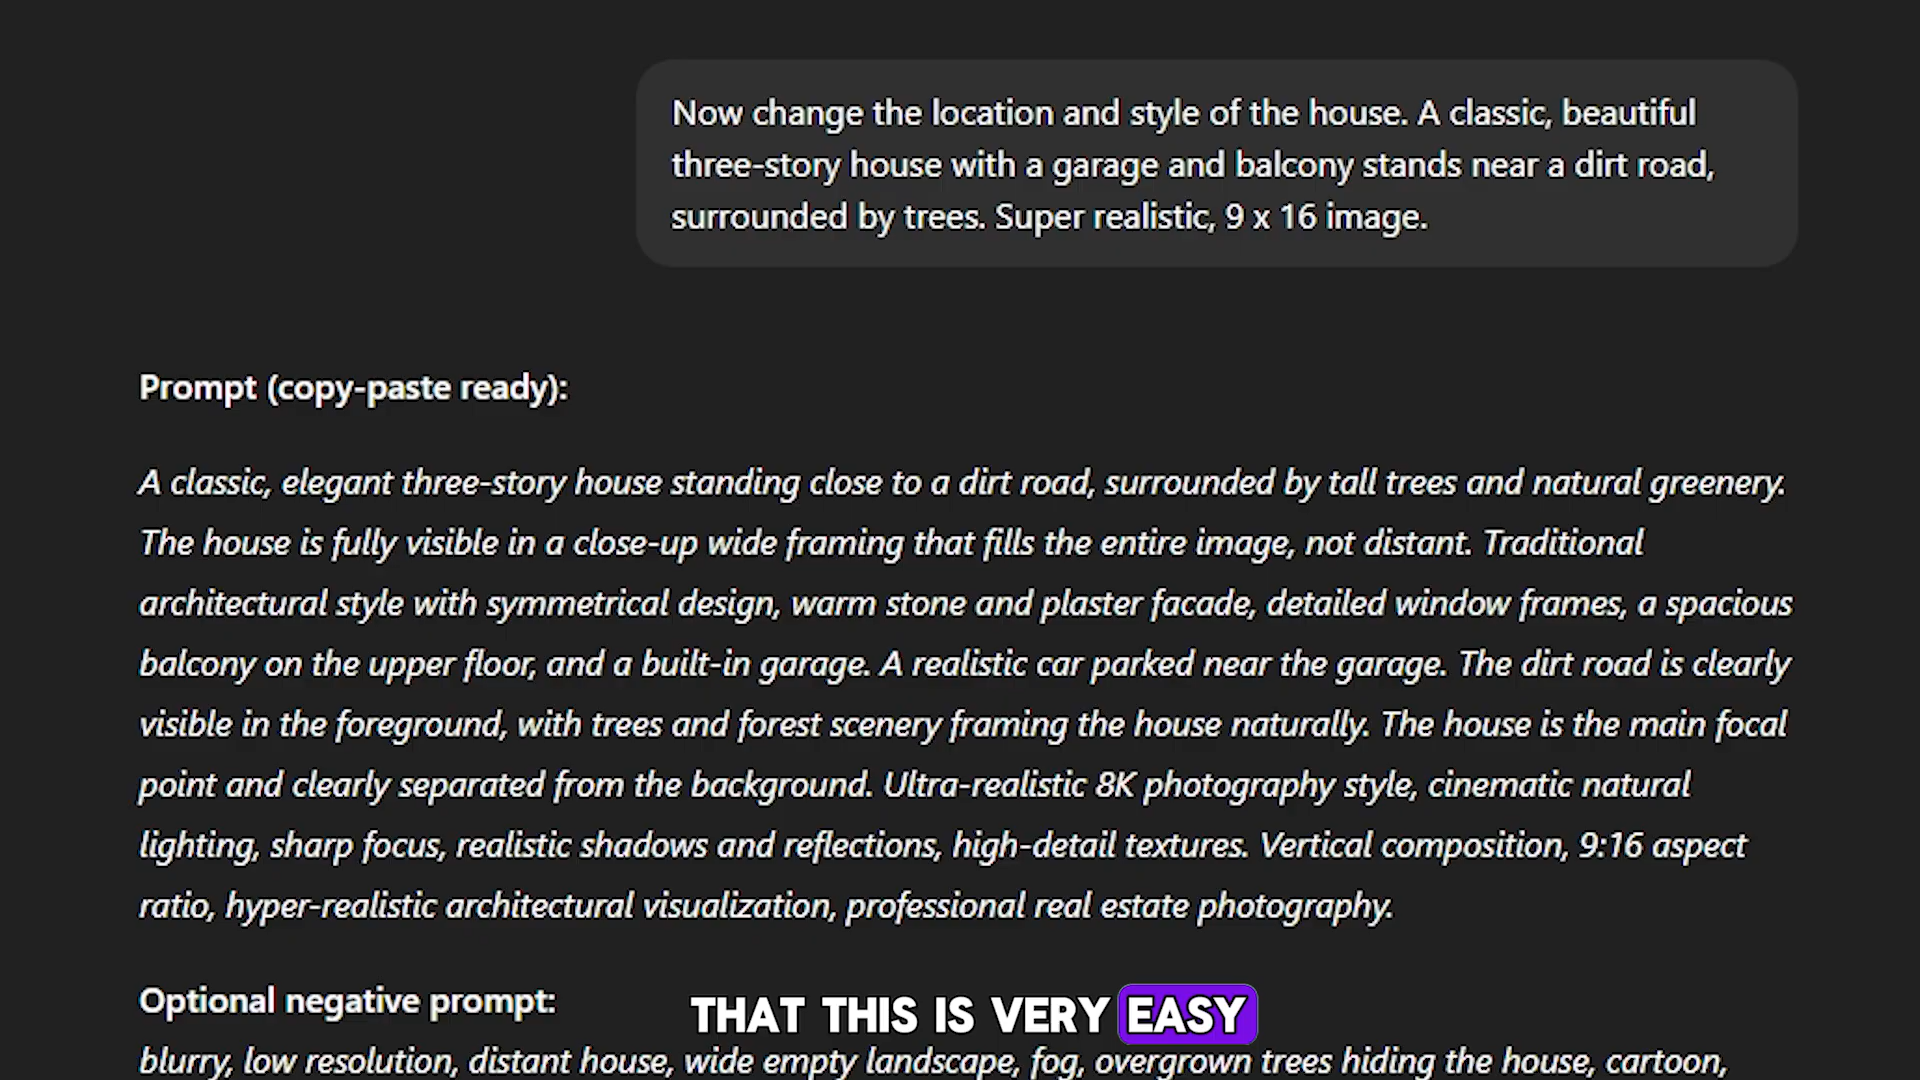 Now change the location and style of the house. A classic, beautiful
three-story house with a garage and balcony stands near a dirt road,
surrounded by trees. Super realistic, 9 x 16 image.
Prompt (copy-paste ready):
A classic, elegant three-story house standing close to a dirt road, surrounded by tall trees and natural greenery.
The house is fully visible in a close-up wide framing that fills the entire image, not distant. Traditional
architectural style with symmetrical design, warm stone and plaster facade, detailed window frames, a spacious
balcony on the upper floor, and a built-in garage. A realistic car parked near the garage. The dirt road is clearly
visible in the foreground, with trees and forest scenery framing the house naturally. The house is the main focal
point and clearly separated from the background. Ultra-realistic 8K photography style, cinematic natural
lighting, sharp focus, realistic shadows and reflections, high-detail textures. Vertical composition, 9:16 aspect
ratio, hyper-realistic architectural visualization, professional real estate photography.
Optional negative prompt:
THAT THIS IS VERY EASY
blurry, low resolution, distant house, wide empty landscape, fog, overgrown trees hiding the house, cartoon,